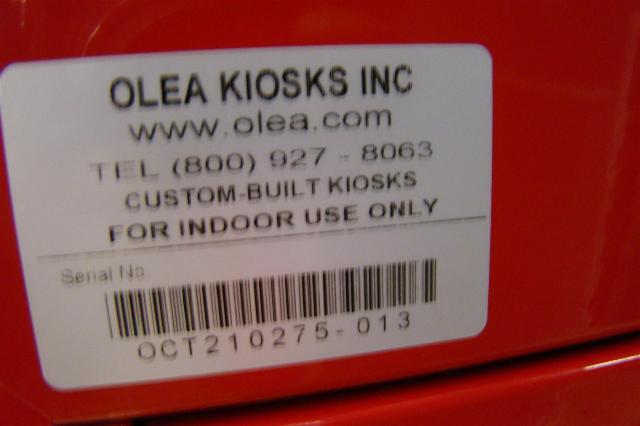 OLEA KIOSKS INC
www.olea.com
TEL (800) 927 - 8063
CUSTOM-BUILT KIOSKS
FOR INDOOR USE ONLY
Serial No.
OCT210275-013